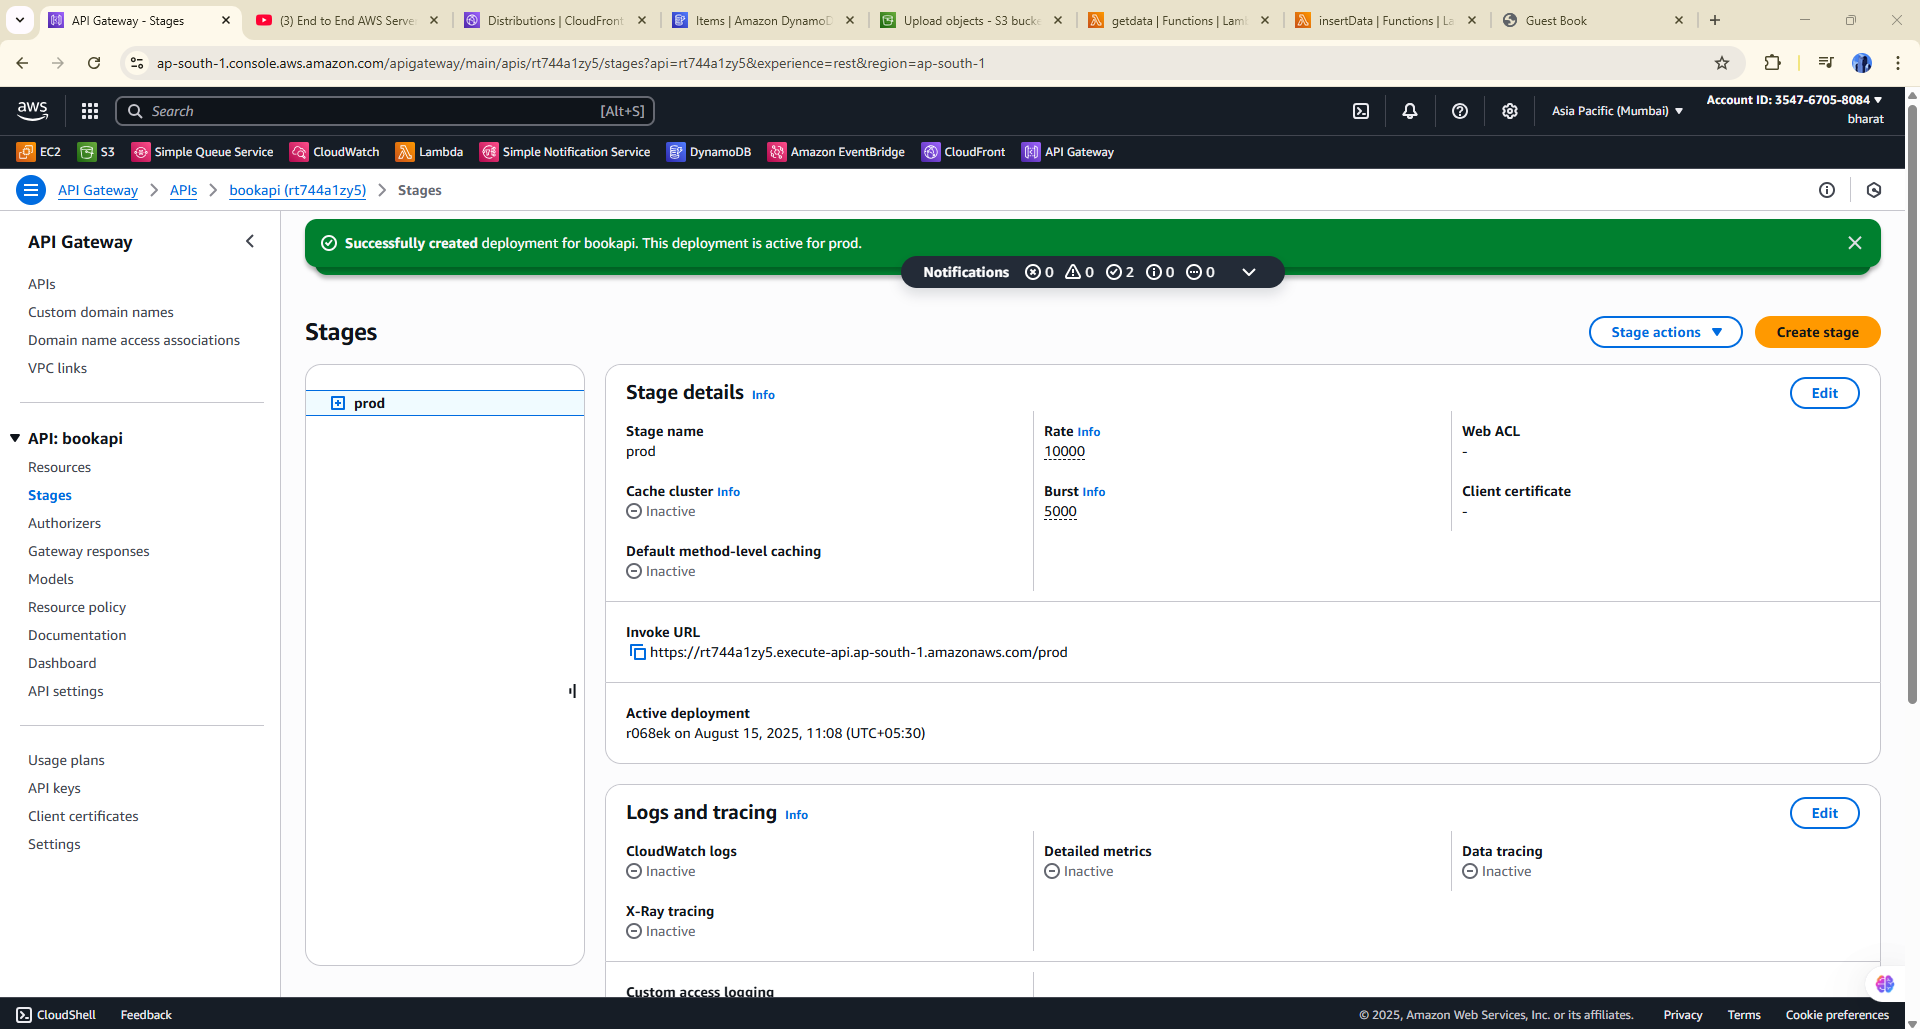 API Gateway - Stages
(3) End to End AWS Server
Distributions | CloudFront
Items | Amazon DynamoD
Upload objects - S3 bucke
getdata | Functions | Lamb
insertData | Functions | La
Guest Book
ap-south-1.console.aws.amazon.com/apigateway/main/apis/rt744a1zy5/stages?api=rt744a1zy5&experience=rest&region=ap-south-1
aws
Search
[Alt+S]
Asia Pacific (Mumbai)
Account ID: 3547-6705-8084
bharat
EC2
S3
Simple Queue Service
CloudWatch
Lambda
Simple Notification Service
DynamoDB
Amazon EventBridge
CloudFront
API Gateway
API Gateway
APIs
bookapi (rt744a1zy5)
Stages
API Gateway
APIs
Custom domain names
Domain name access associations
VPC links
API: bookapi
Resources
Stages
Authorizers
Gateway responses
Models
Resource policy
Documentation
Dashboard
API settings
Usage plans
API keys
Client certificates
Settings
Successfully created deployment for bookapi. This deployment is active for prod.
Notifications 0 0 2 0 0
Stages
Stage actions
Create stage
prod
Stage details Info
Edit
Stage name
prod
Rate Info
10000
Web ACL
-
Cache cluster Info
Inactive
Burst Info
5000
Client certificate
-
Default method-level caching
Inactive
Invoke URL
https://rt744a1zy5.execute-api.ap-south-1.amazonaws.com/prod
Active deployment
r068ek on August 15, 2025, 11:08 (UTC+05:30)
Logs and tracing Info
Edit
CloudWatch logs
Inactive
Detailed metrics
Inactive
Data tracing
Inactive
X-Ray tracing
Inactive
Custom access logging
CloudShell
Feedback
© 2025, Amazon Web Services, Inc. or its affiliates.
Privacy
Terms
Cookie preferences